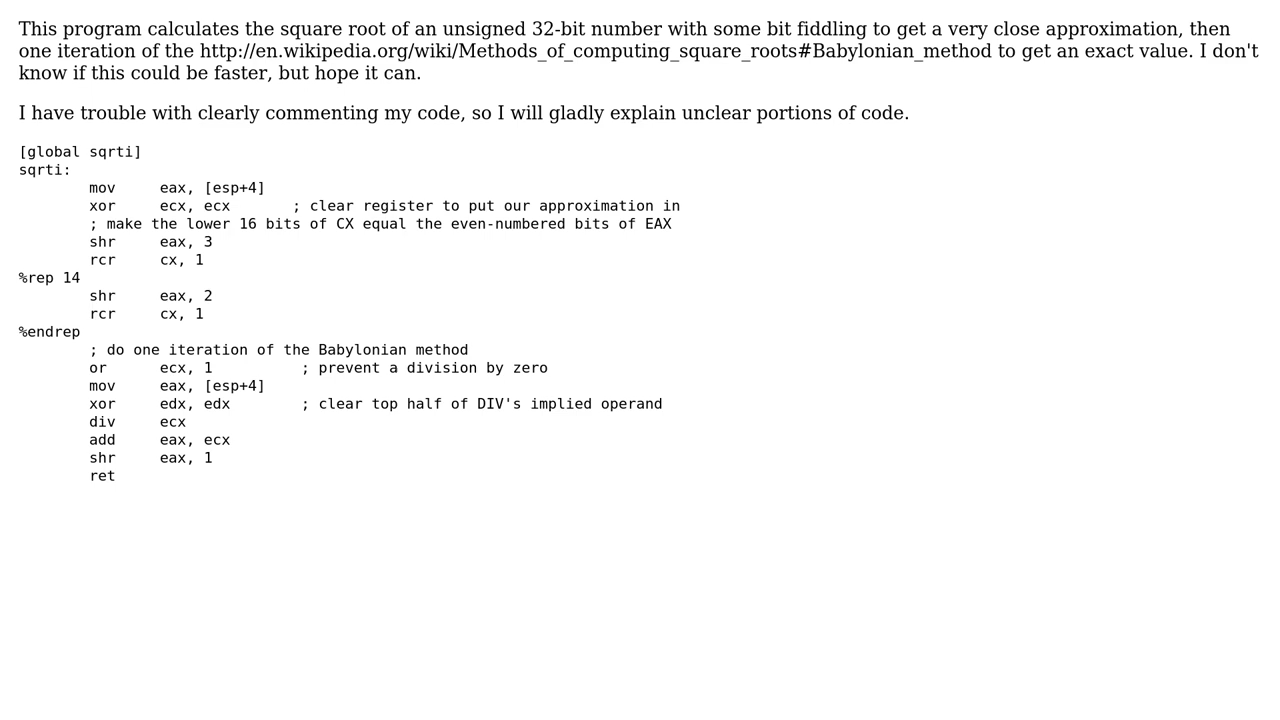 This program calculates the square root of an unsigned 32-bit number with some bit fiddling to get a very close approximation, then
one iteration of the http://en.wikipedia.org/wiki/Methods_of_computing_square_roots#Babylonian_method to get an exact value. I don't
know if this could be faster, but hope it can.
I have trouble with clearly commenting my code, so I will gladly explain unclear portions of code.
[global sqrti]
sqrti:
        mov     eax, [esp+4]
        xor     ecx, ecx       ; clear register to put our approximation in
        ; make the lower 16 bits of CX equal the even-numbered bits of EAX
        shr     eax, 3
        rcr     cx, 1
%rep 14
        shr     eax, 2
        rcr     cx, 1
%endrep
        ; do one iteration of the Babylonian method
        or      ecx, 1          ; prevent a division by zero
        mov     eax, [esp+4]
        xor     edx, edx        ; clear top half of DIV's implied operand
        div     ecx
        add     eax, ecx
        shr     eax, 1
        ret